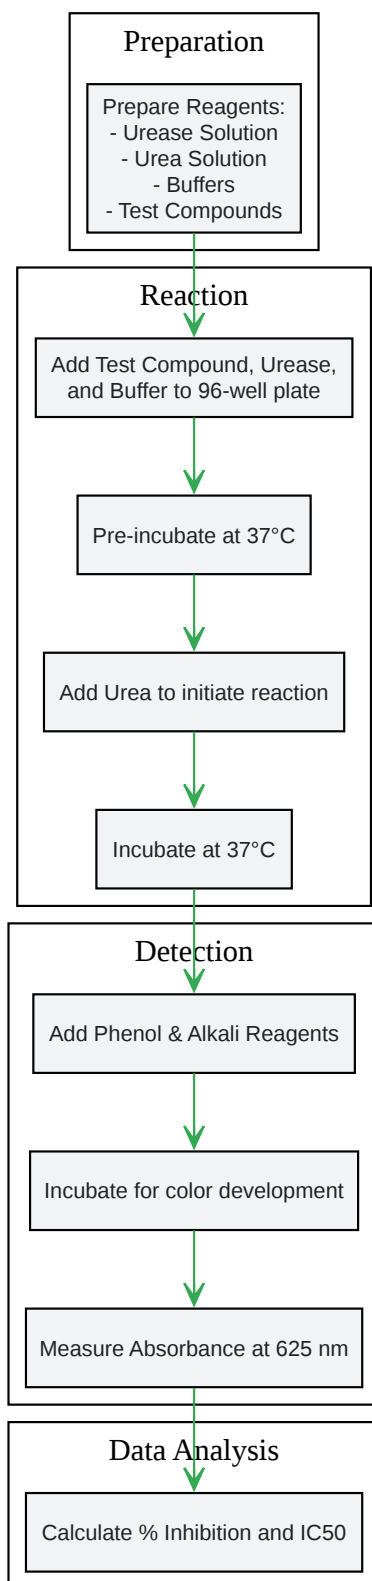 Preparation
Prepare Reagents:
- Urease Solution
- Urea Solution
- Buffers
- Test Compounds
Reaction
Add Test Compound, Urease,
and Buffer to 96-well plate
Pre-incubate at 37°C
Add Urea to initiate reaction
Incubate at 37°C
Detection
Add Phenol & Alkali Reagents
Incubate for color development
Measure Absorbance at 625 nm
Data Analysis
Calculate % Inhibition and IC50